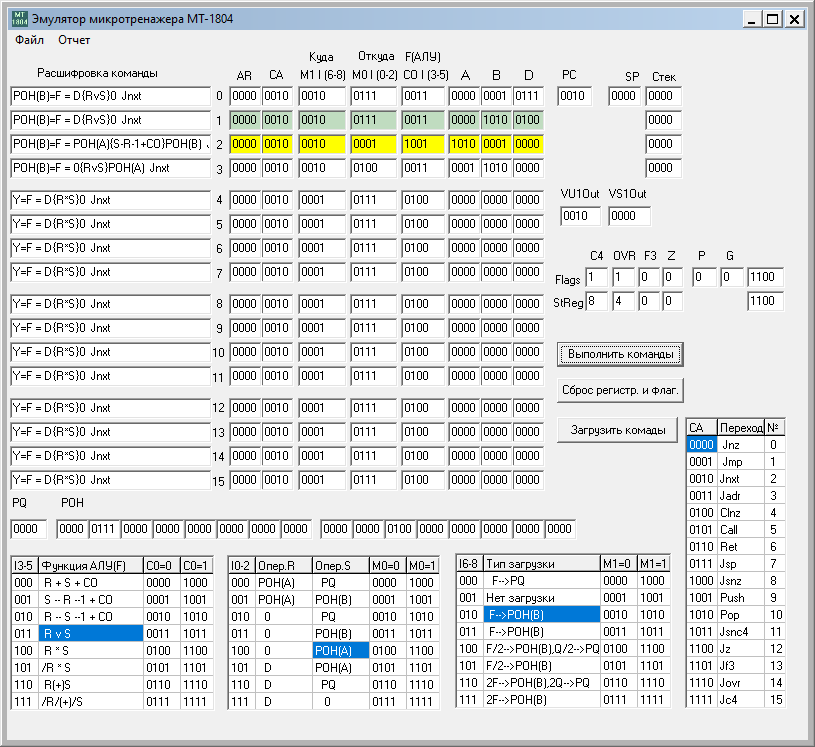 МТ 1804 Эмулятор микротренажера МТ-1804
Файл Отчет
Куда Откуда F(АЛУ)
Расшифровка команды AR CA M1 I (6-8) M0 I (0-2) C0 I (3-5) A B D PC SP Стек
POH(B)=F = D{RvS}0 Jnxt 0 0000 0010 0010 0111 0011 0000 0001 0111 0010 0000 0000
POH(B)=F = D{RvS}0 Jnxt 1 0000 0010 0010 0111 0011 0000 1010 0100 0000
POH(B)=F = POH(A){S-R-1+CO}POH(B) 2 0000 0010 0010 0001 1001 1010 0001 0000 0000
POH(B)=F = 0{RvS}POH(A) Jnxt 3 0000 0010 0010 0100 0011 0001 1010 0000 0000
Y=F = D{R*S}0 Jnxt 4 0000 0010 0001 0111 0100 0000 0000 0000
VU1Out VS1Out
Y=F = D{R*S}0 Jnxt 5 0000 0010 0001 0111 0100 0000 0000 0000 0010 0000
Y=F = D{R*S}0 Jnxt 6 0000 0010 0001 0111 0100 0000 0000 0000
C4 OVR F3 Z P G
Y=F = D{R*S}0 Jnxt 7 0000 0010 0001 0111 0100 0000 0000 0000
Flags 1 1 0 0 0 0 1100
Y=F = D{R*S}0 Jnxt 8 0000 0010 0001 0111 0100 0000 0000 0000
StReg 8 4 0 0 1100
Y=F = D{R*S}0 Jnxt 9 0000 0010 0001 0111 0100 0000 0000 0000
Y=F = D{R*S}0 Jnxt 10 0000 0010 0001 0111 0100 0000 0000 0000
Выполнить команды
Y=F = D{R*S}0 Jnxt 11 0000 0010 0001 0111 0100 0000 0000 0000
Сброс регистр. и флаг.
Y=F = D{R*S}0 Jnxt 12 0000 0010 0001 0111 0100 0000 0000 0000
Y=F = D{R*S}0 Jnxt 13 0000 0010 0001 0111 0100 0000 0000 0000
Загрузить комады
Y=F = D{R*S}0 Jnxt 14 0000 0010 0001 0111 0100 0000 0000 0000
Y=F = D{R*S}0 Jnxt 15 0000 0010 0001 0111 0100 0000 0000 0000
PQ РОН
0000 0000 0111 0000 0000 0000 0000 0000 0000 0000 0000 0100 0000 0000 0000 0000 0000
I3-5 Функция АЛУ(F) C0=0 C0=1
000 R + S + CO 0000 1000
001 S -- R --1 + CO 0001 1001
010 R -- S --1 + CO 0010 1010
011 R v S 0011 1011
100 R * S 0100 1100
101 /R * S 0101 1101
110 R(+)S 0110 1110
111 /R/(+)/S 0111 1111
I0-2 Опер.R Опер.S M0=0 M0=1
000 POH(A) PQ 0000 1000
001 POH(A) POH(B) 0001 1001
010 0 PQ 0010 1010
011 0 POH(B) 0011 1011
100 0 POH(A) 0100 1100
101 D POH(A) 0101 1101
110 D PQ 0110 1110
111 D 0 0111 1111
I6-8 Тип загрузки M1=0 M1=1
000 F-->PQ 0000 1000
001 Нет загрузки 0001 1001
010 F-->POH(B) 0010 1010
011 F-->POH(B) 0011 1011
100 F/2-->POH(B),Q/2-->PQ 0100 1100
101 F/2-->POH(B) 0101 1101
110 2F-->POH(B),2Q-->PQ 0110 1110
111 2F-->POH(B) 0111 1111
CA Переход №
0000 Jnz 0
0001 Jmp 1
0010 Jnxt 2
0011 Jadr 3
0100 Clnz 4
0101 Call 5
0110 Ret 6
0111 Jsp 7
1000 Jsnz 8
1001 Push 9
1010 Pop 10
1011 Jsnc4 11
1100 Jz 12
1101 Jf3 13
1110 Jovr 14
1111 Jc4 15